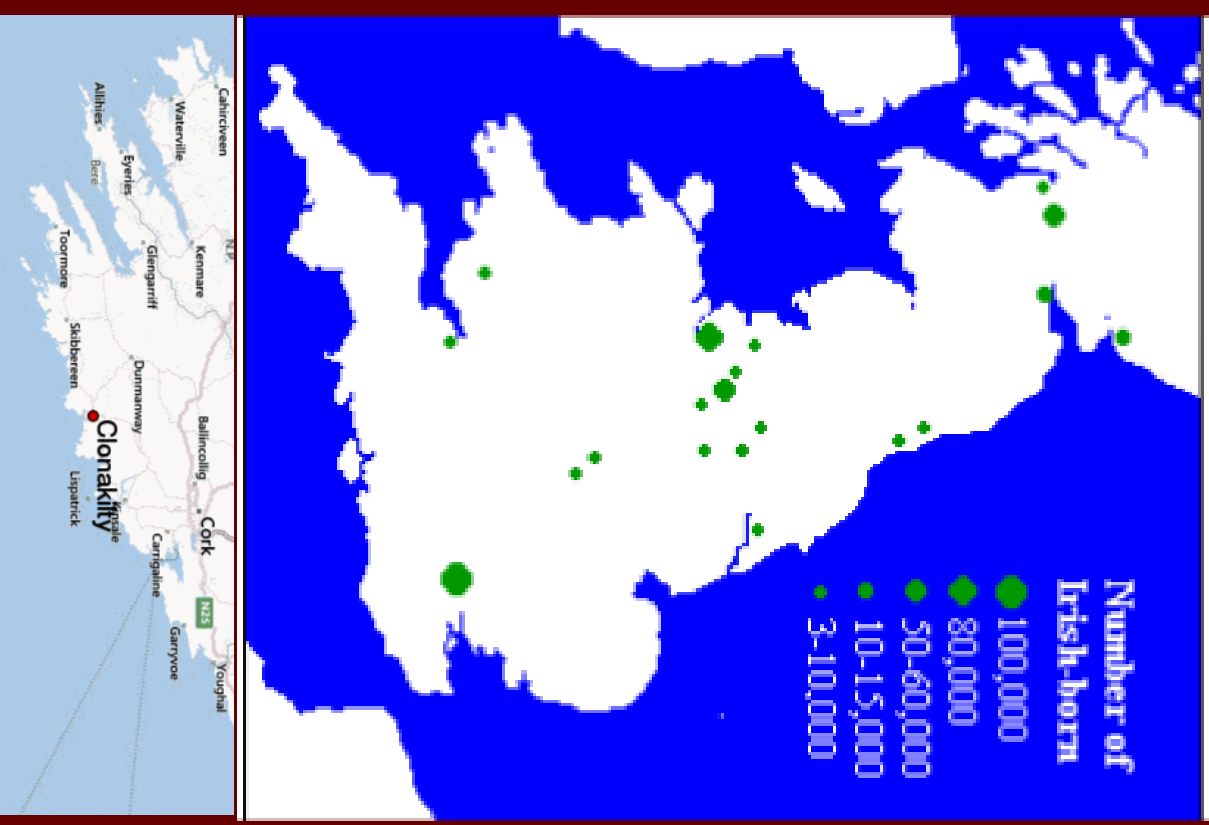 Cahirciveen
Waterville
Allihies
Eyeries
Bere
N.P.
Kenmare
Glengarriff
Toormore
Skibbereen
Dunmanway
Ballincollig
Clonakilty
Lispatrick
Cork
Carrigaline
N25
Garryvoe
Youghal
Number of
Irish-born
100,000
80,000
50-60,000
10-15,000
3-10,000